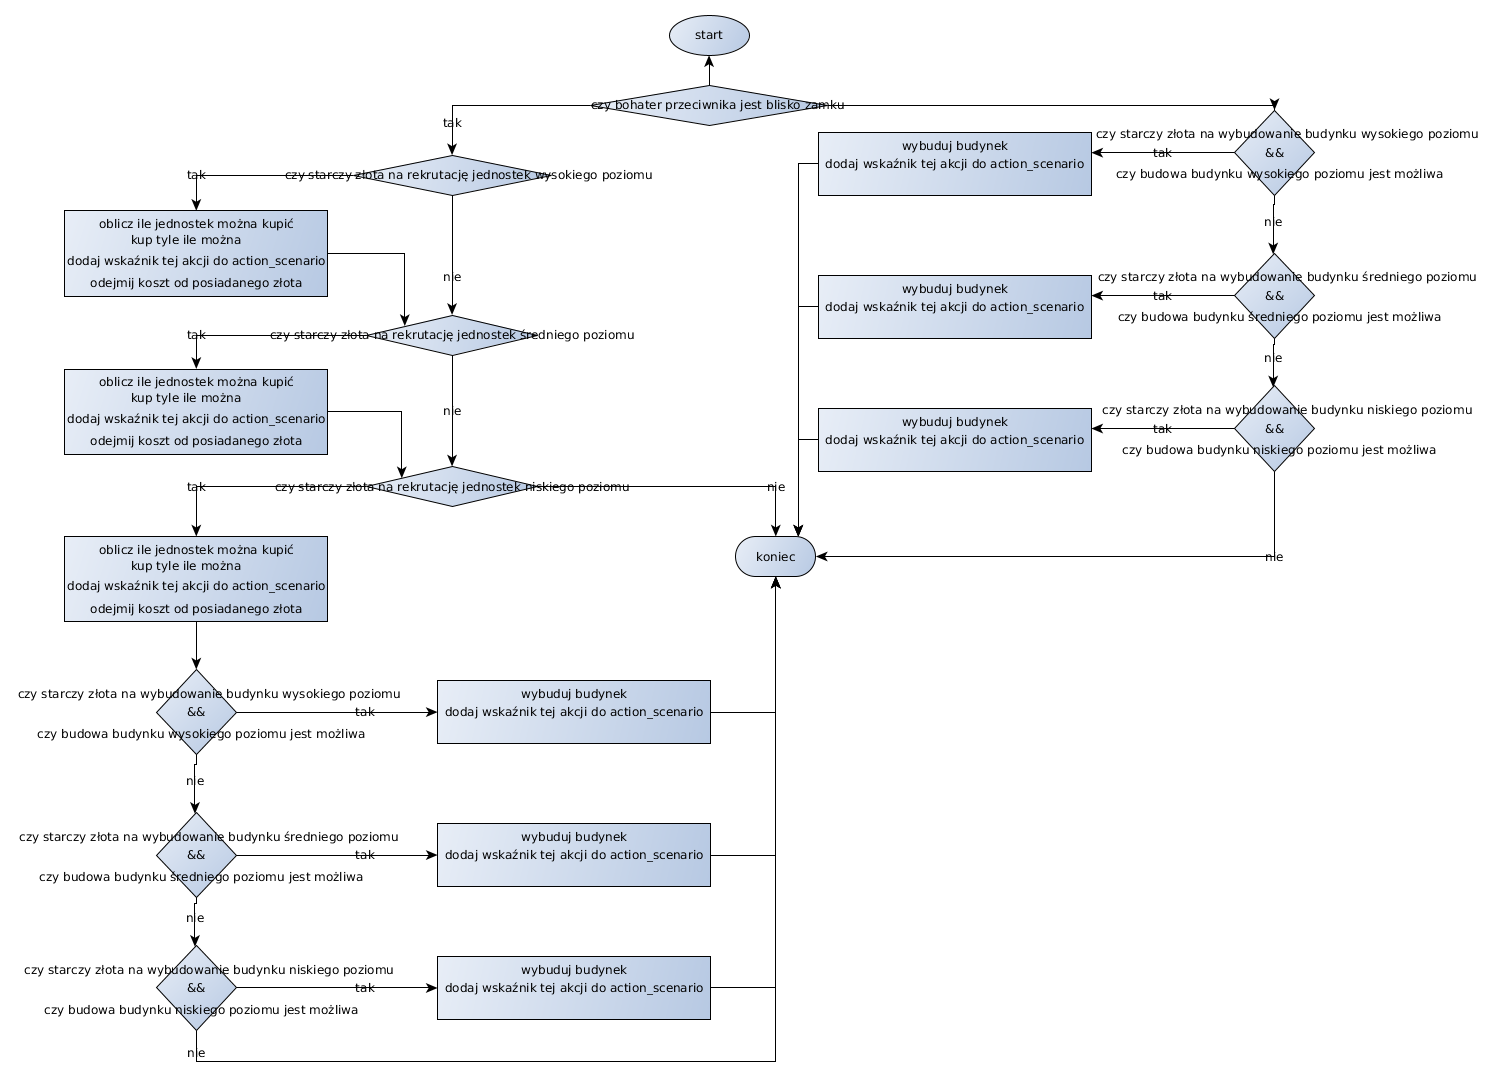 start
czy bohater przeciwnika jest blisko zamku
tak
czy starczy złota na rekrutację jednostek wysokiego poziomu
tak
oblicz ile jednostek można kupić
kup tyle ile można
dodaj wskaźnik tej akcji do action_scenario
odejmij koszt od posiadanego złota
nie
czy starczy złota na rekrutację jednostek średniego poziomu
tak
oblicz ile jednostek można kupić
kup tyle ile można
dodaj wskaźnik tej akcji do action_scenario
odejmij koszt od posiadanego złota
nie
czy starczy złota na rekrutację jednostek niskiego poziomu
tak
nie
oblicz ile jednostek można kupić
kup tyle ile można
dodaj wskaźnik tej akcji do action_scenario
odejmij koszt od posiadanego złota
czy starczy złota na wybudowanie budynku wysokiego poziomu
&&
czy budowa budynku wysokiego poziomu jest możliwa
tak
wybuduj budynek
dodaj wskaźnik tej akcji do action_scenario
nie
czy starczy złota na wybudowanie budynku średniego poziomu
&&
czy budowa budynku średniego poziomu jest możliwa
tak
wybuduj budynek
dodaj wskaźnik tej akcji do action_scenario
nie
czy starczy złota na wybudowanie budynku niskiego poziomu
&&
czy budowa budynku niskiego poziomu jest możliwa
tak
wybuduj budynek
dodaj wskaźnik tej akcji do action_scenario
nie
czy starczy złota na wybudowanie budynku wysokiego poziomu
&&
czy budowa budynku wysokiego poziomu jest możliwa
tak
wybuduj budynek
dodaj wskaźnik tej akcji do action_scenario
nie
czy starczy złota na wybudowanie budynku średniego poziomu
&&
czy budowa budynku średniego poziomu jest możliwa
tak
wybuduj budynek
dodaj wskaźnik tej akcji do action_scenario
nie
czy starczy złota na wybudowanie budynku niskiego poziomu
&&
czy budowa budynku niskiego poziomu jest możliwa
tak
wybuduj budynek
dodaj wskaźnik tej akcji do action_scenario
nie
koniec